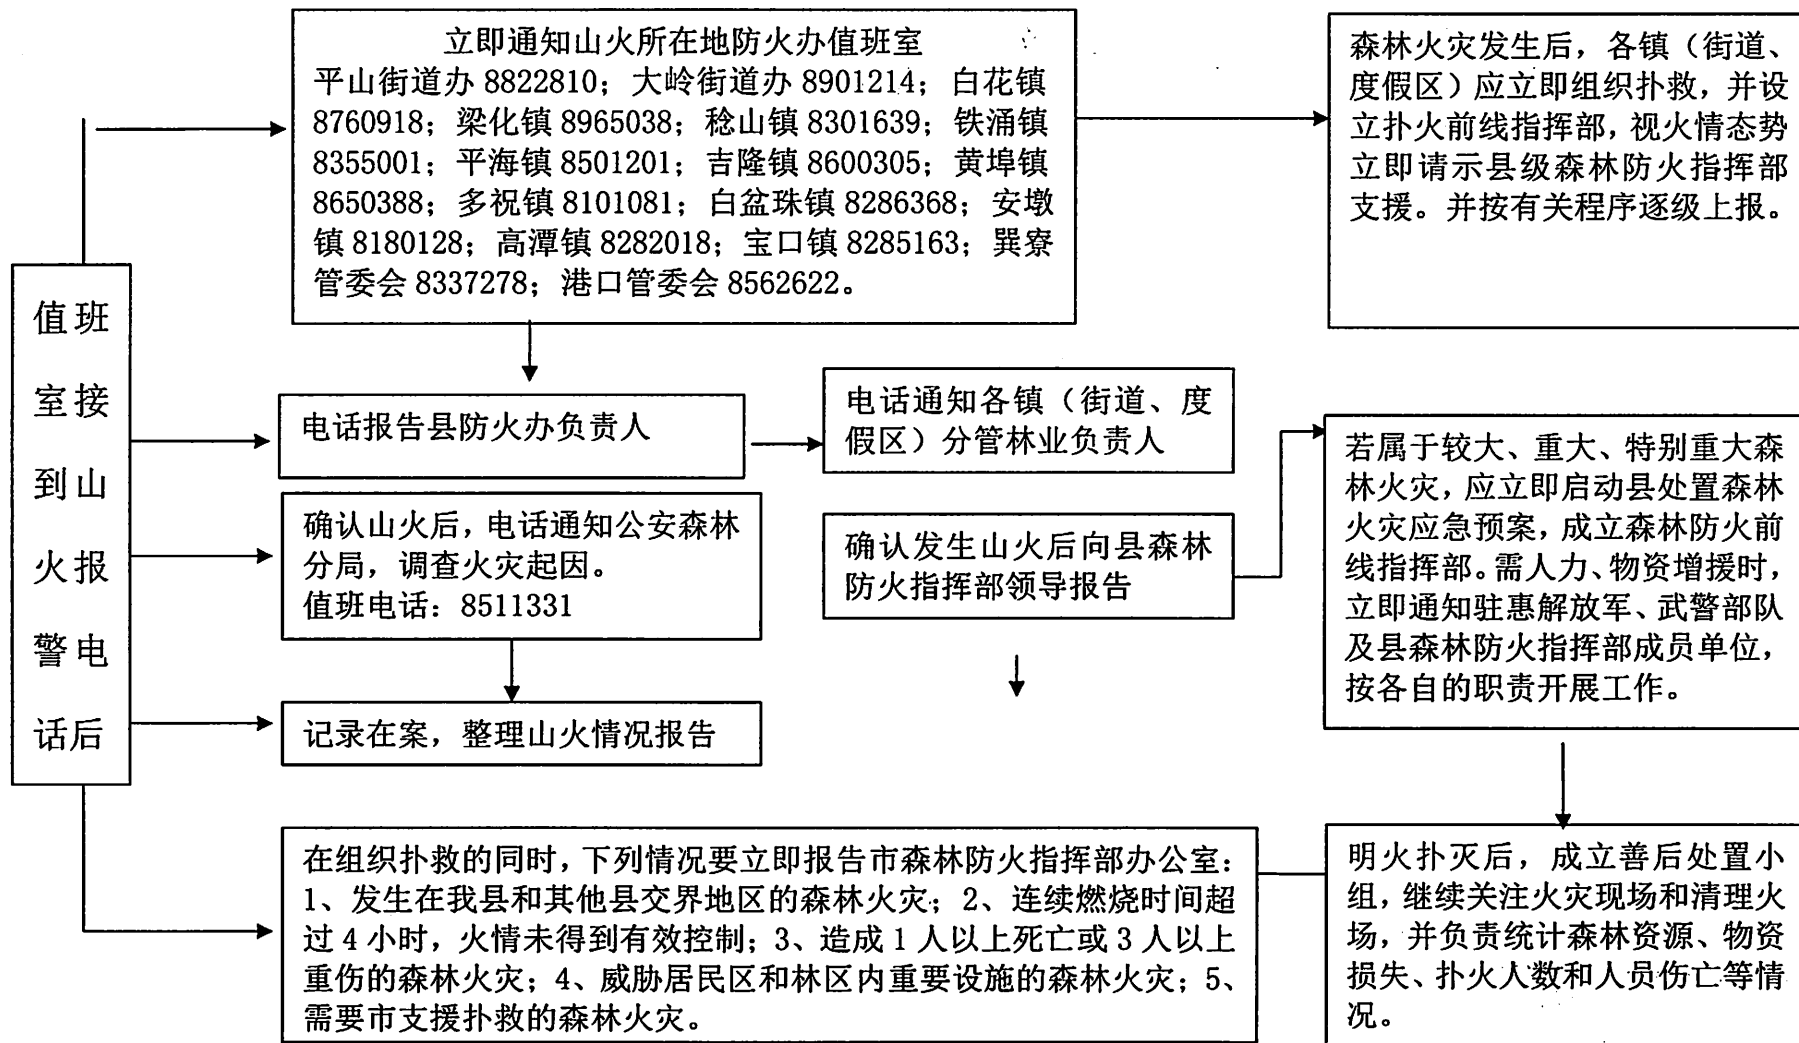 值班
室接
到山
火报
警电
话后
立即通知山火所在地防火办值班室
平山街道办 8822810；大岭街道办 8901214；白花镇
8760918；梁化镇 8965038；稔山镇 8301639；铁涌镇
8355001；平海镇 8501201；吉隆镇 8600305；黄埠镇
8650388；多祝镇 8101081；白盆珠镇 8286368；安墩
镇 8180128；高潭镇 8282018；宝口镇 8285163；巽寮
管委会 8337278；港口管委会 8562622。
森林火灾发生后，各镇（街道、
度假区）应立即组织扑救，并设
立扑火前线指挥部，视火情态势
立即请示县级森林防火指挥部
支援。并按有关程序逐级上报。
电话报告县防火办负责人
电话通知各镇（街道、度
假区）分管林业负责人
确认山火后，电话通知公安森林
分局，调查火灾起因。
值班电话：8511331
确认发生山火后向县森林
防火指挥部领导报告
若属于较大、重大、特别重大森
林火灾，应立即启动县处置森林
火灾应急预案，成立森林防火前
线指挥部。需人力、物资增援时，
立即通知驻惠解放军、武警部队
及县森林防火指挥部成员单位，
按各自的职责开展工作。
记录在案，整理山火情况报告
在组织扑救的同时，下列情况要立即报告市森林防火指挥部办公室：
1、发生在我县和其他县交界地区的森林火灾；2、连续燃烧时间超
过 4 小时，火情未得到有效控制；3、造成 1 人以上死亡或 3 人以上
重伤的森林火灾；4、威胁居民区和林区内重要设施的森林火灾；5、
需要市支援扑救的森林火灾。
明火扑灭后，成立善后处置小
组，继续关注火灾现场和清理火
场，并负责统计森林资源、物资
损失、扑火人数和人员伤亡等情
况。